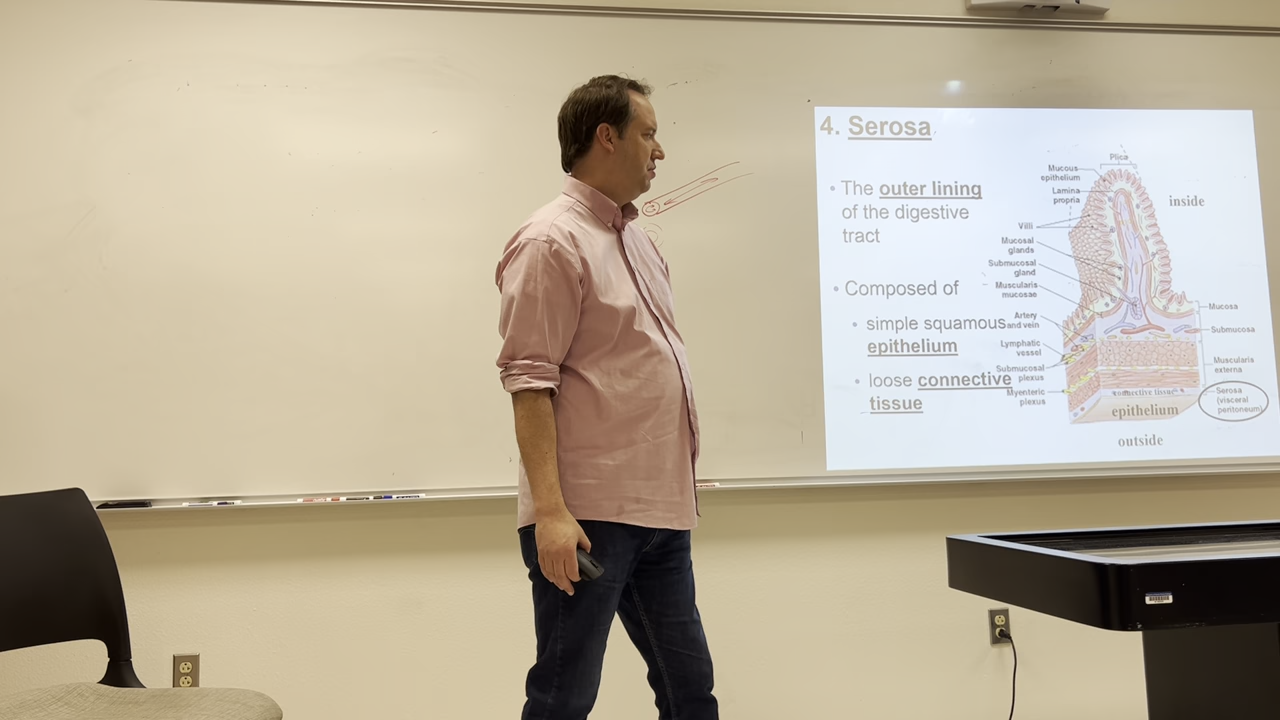 4. Serosa
• The outer lining
of the digestive
tract
• Composed of
• simple squamous
epithelium
• loose connective
tissue
Plica
Mucous
epithelium
Lamina
propria
Villi
Mucosal
glands
Submucosal
gland
Muscularis
mucosae
Artery
and vein
Lymphatic
vessel
Submucosal
plexus
Myenteric
plexus
inside
Mucosa
Submucosa
Muscularis
externa
Serosa
(visceral
peritoneum)
connective tissue
epithelium
outside